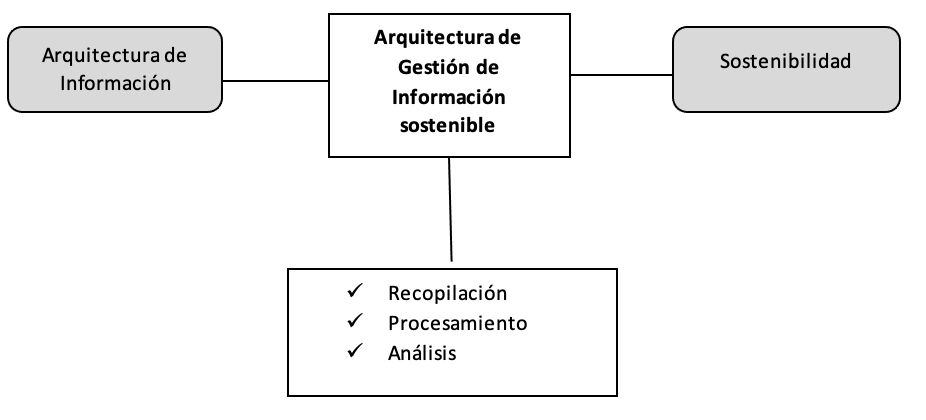 Arquitectura de
Información
Arquitectura de
Gestión de
Información
sostenible
Sostenibilidad
✓ Recopilación
✓ Procesamiento
✓ Análisis